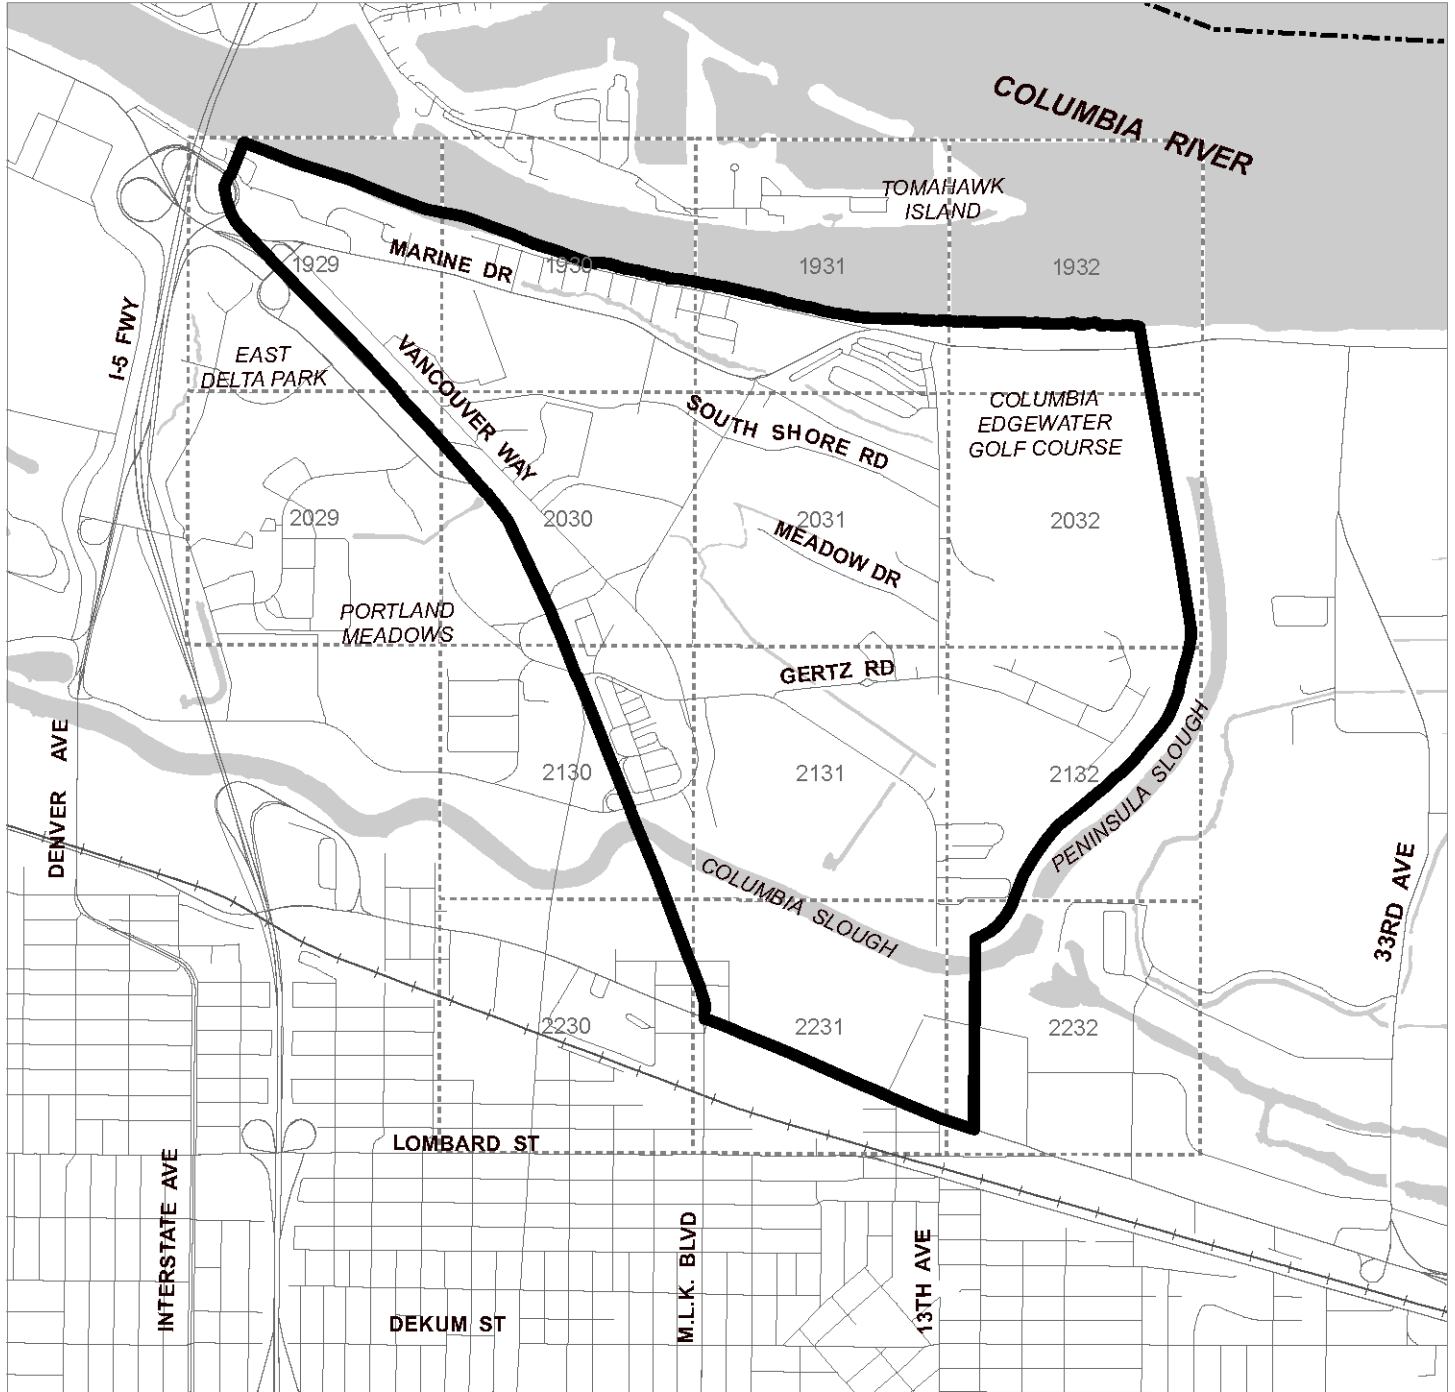 COLUMBIA RIVER
TOMAHAWK
ISLAND
MARINE DR
1929
1930
1931
1932
I-5 FWY
EAST
DELTA PARK
VANCOUVER WAY
SOUTH SHORE RD
COLUMBIA
EDGEWATER
GOLF COURSE
2029
2030
2031
2032
MEADOW DR
PORTLAND
MEADOWS
GERTZ RD
DENVER AVE
2130
2131
2132
PENINSULA SLOUGH
COLUMBIA SLOUGH
33RD AVE
2230
2231
2232
LOMBARD ST
INTERSTATE AVE
M.L.K. BLVD
13TH AVE
DEKUM ST